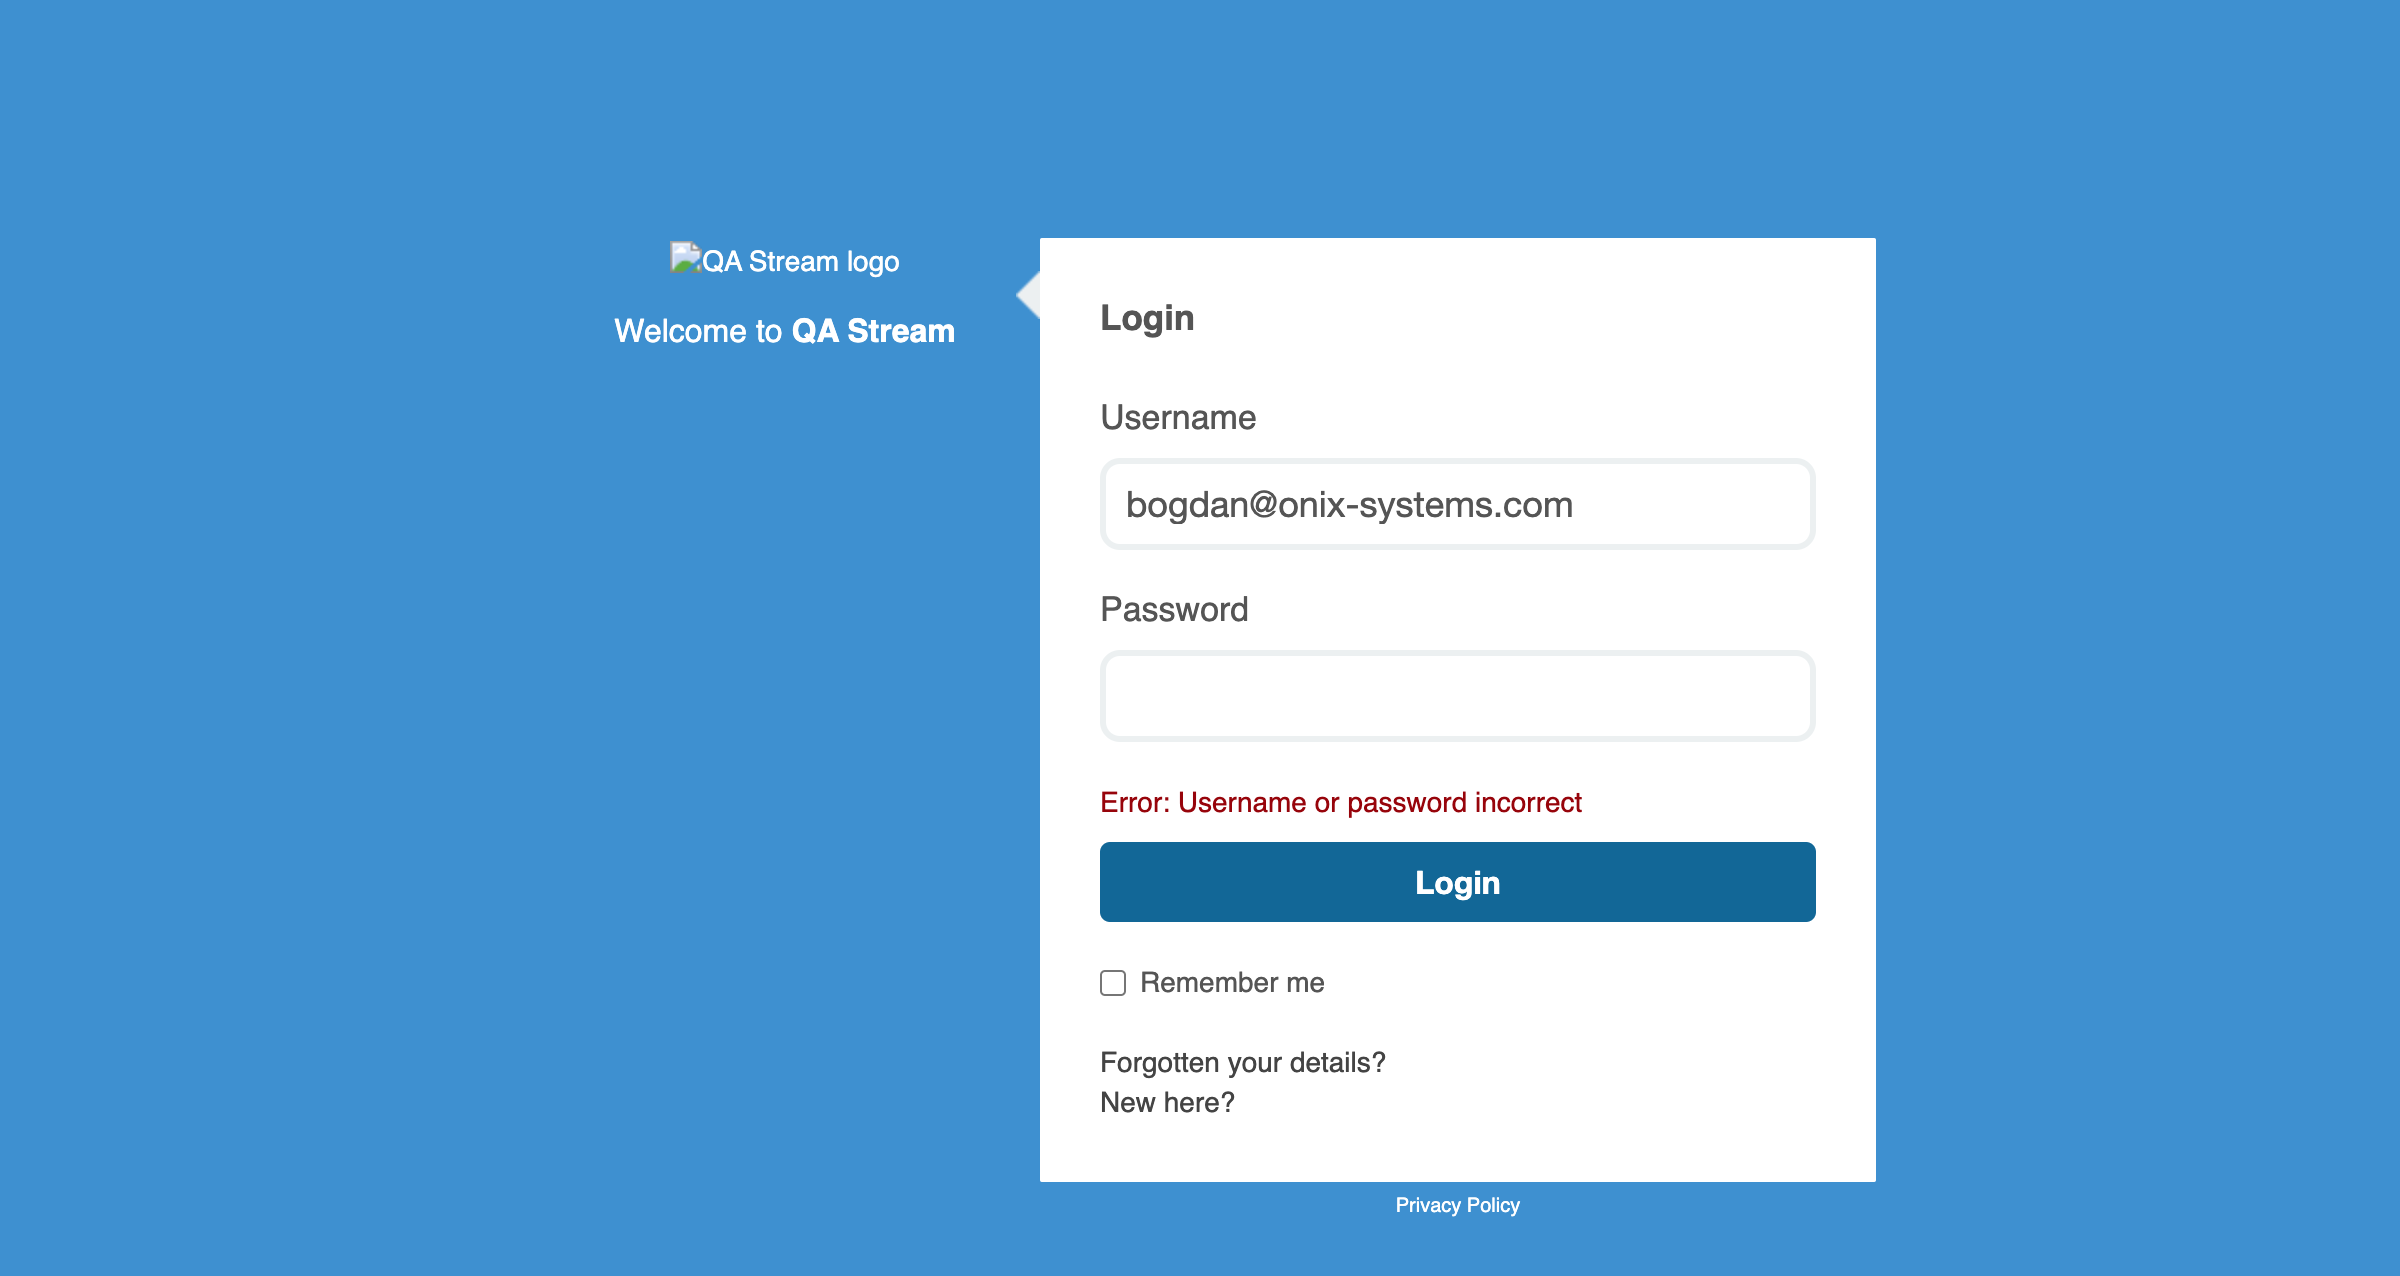 QA Stream logo
Welcome to QA Stream
Login
Username
bogdan@onix-systems.com
Password
Error: Username or password incorrect
Login
Remember me
Forgotten your details?
New here?
Privacy Policy